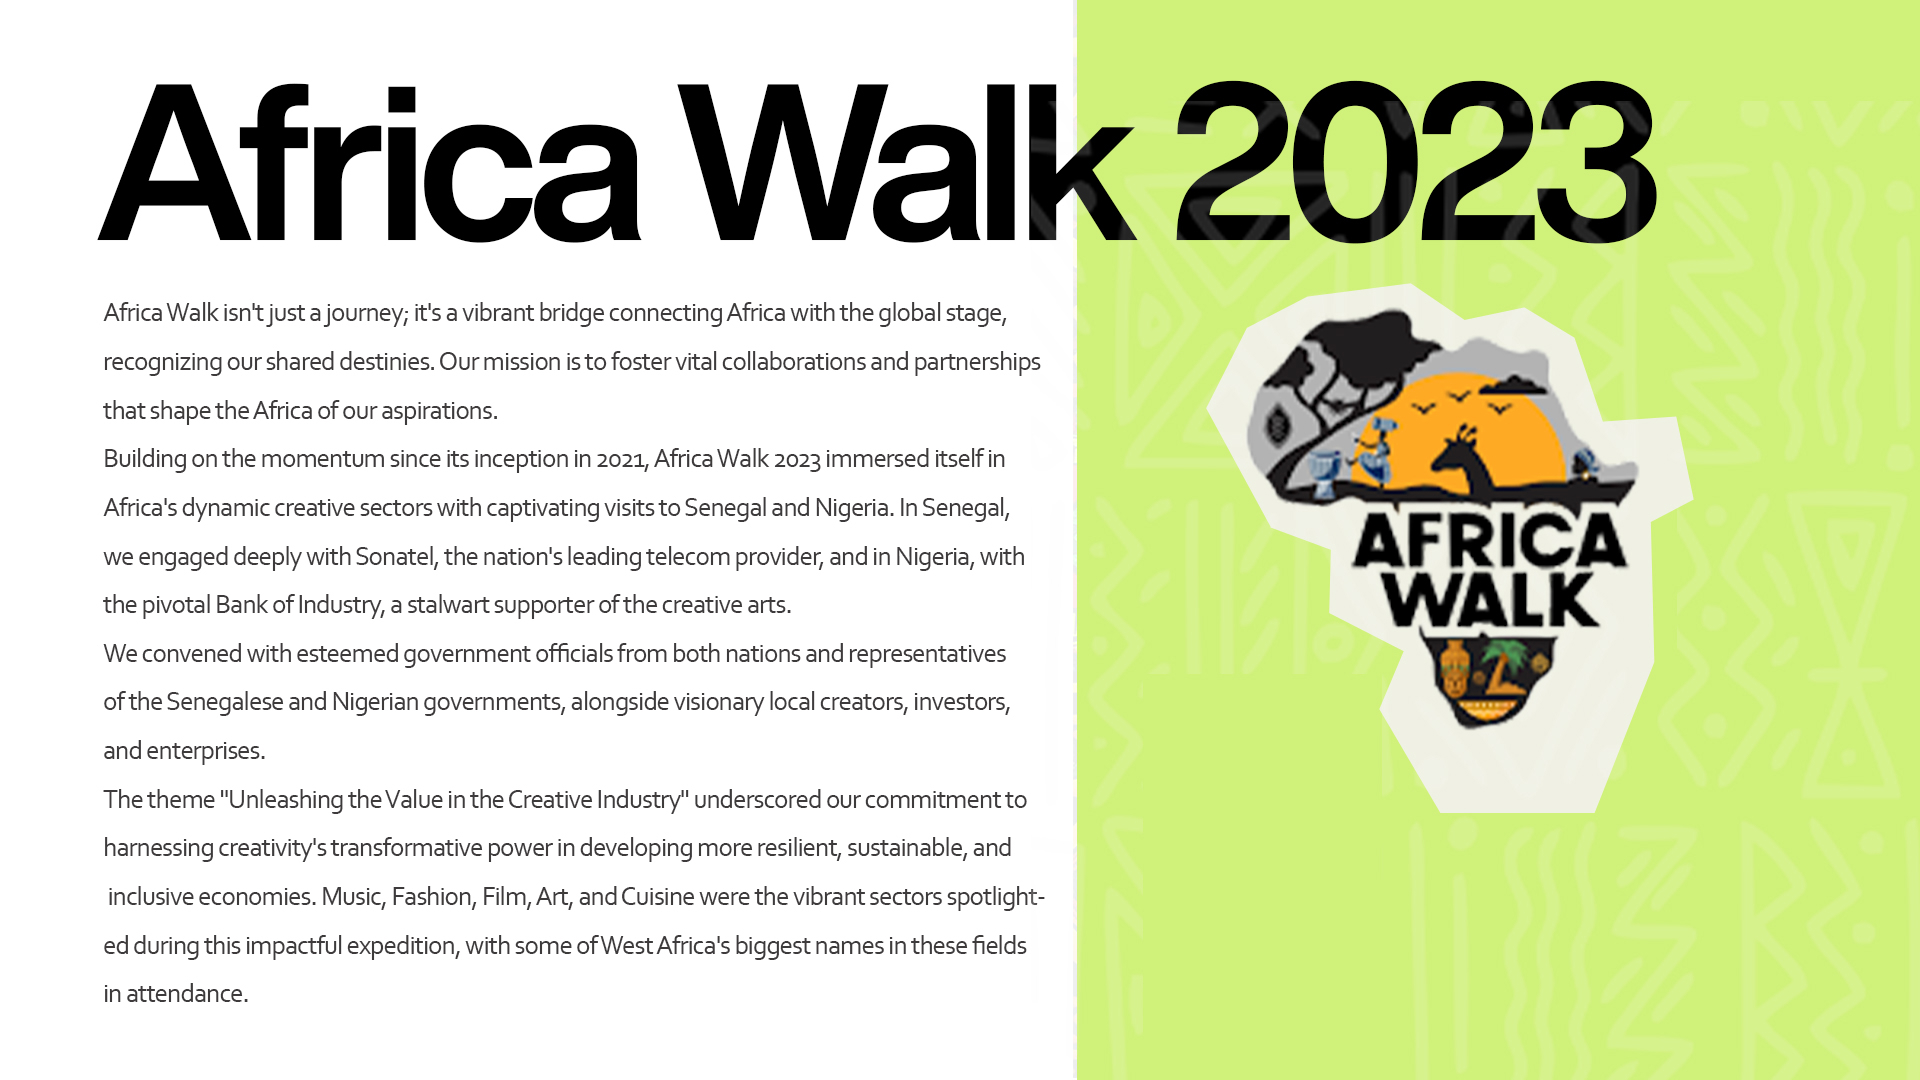 Africa Walk 2023
Africa Walk isn't just a journey; it's a vibrant bridge connecting Africa with the global stage,
recognizing our shared destinies. Our mission is to foster vital collaborations and partnerships
that shape the Africa of our aspirations.
Building on the momentum since its inception in 2021, Africa Walk 2023 immersed itself in
Africa's dynamic creative sectors with captivating visits to Senegal and Nigeria. In Senegal,
we engaged deeply with Sonatel, the nation's leading telecom provider, and in Nigeria, with
the pivotal Bank of Industry, a stalwart supporter of the creative arts.
We convened with esteemed government officials from both nations and representatives
of the Senegalese and Nigerian governments, alongside visionary local creators, investors,
and enterprises.
The theme "Unleashing the Value in the Creative Industry" underscored our commitment to
harnessing creativity's transformative power in developing more resilient, sustainable, and
inclusive economies. Music, Fashion, Film, Art, and Cuisine were the vibrant sectors spotlight-
ed during this impactful expedition, with some of West Africa's biggest names in these fields
in attendance.
AFRICA
WALK